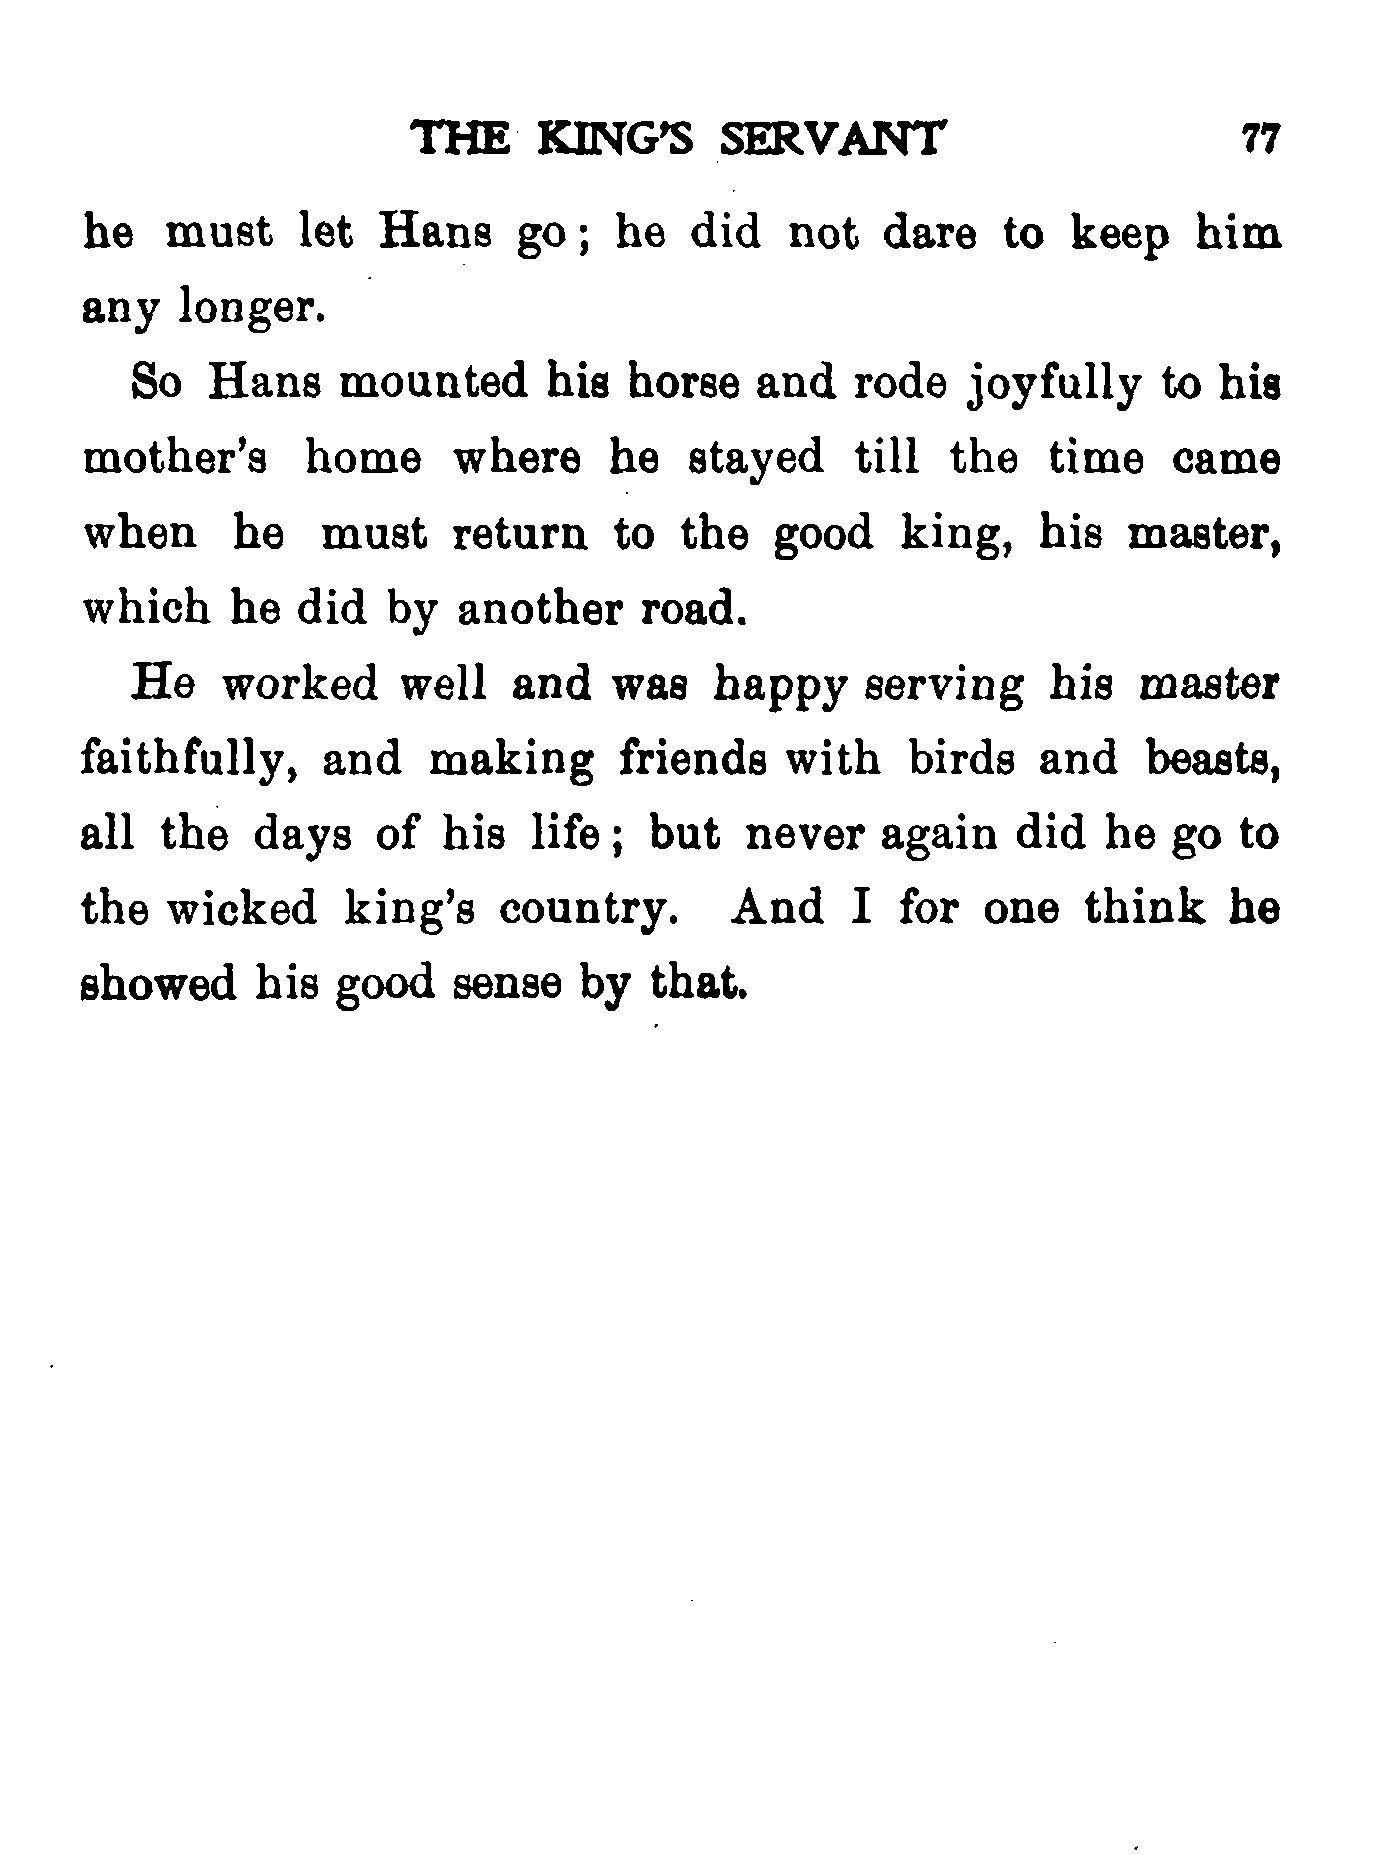 THE KING'S SERVANT 77
he must let Hans go; he did not dare to keep him
any longer.
So Hans mounted his horse and rode joyfully to his
mother's home where he stayed till the time came
when he must return to the good king, his master,
which he did by another road.
He worked well and was happy serving his master
faithfully, and making friends with birds and beasts,
all the days of his life; but never again did he go to
the wicked king's country. And I for one think he
showed his good sense by that.